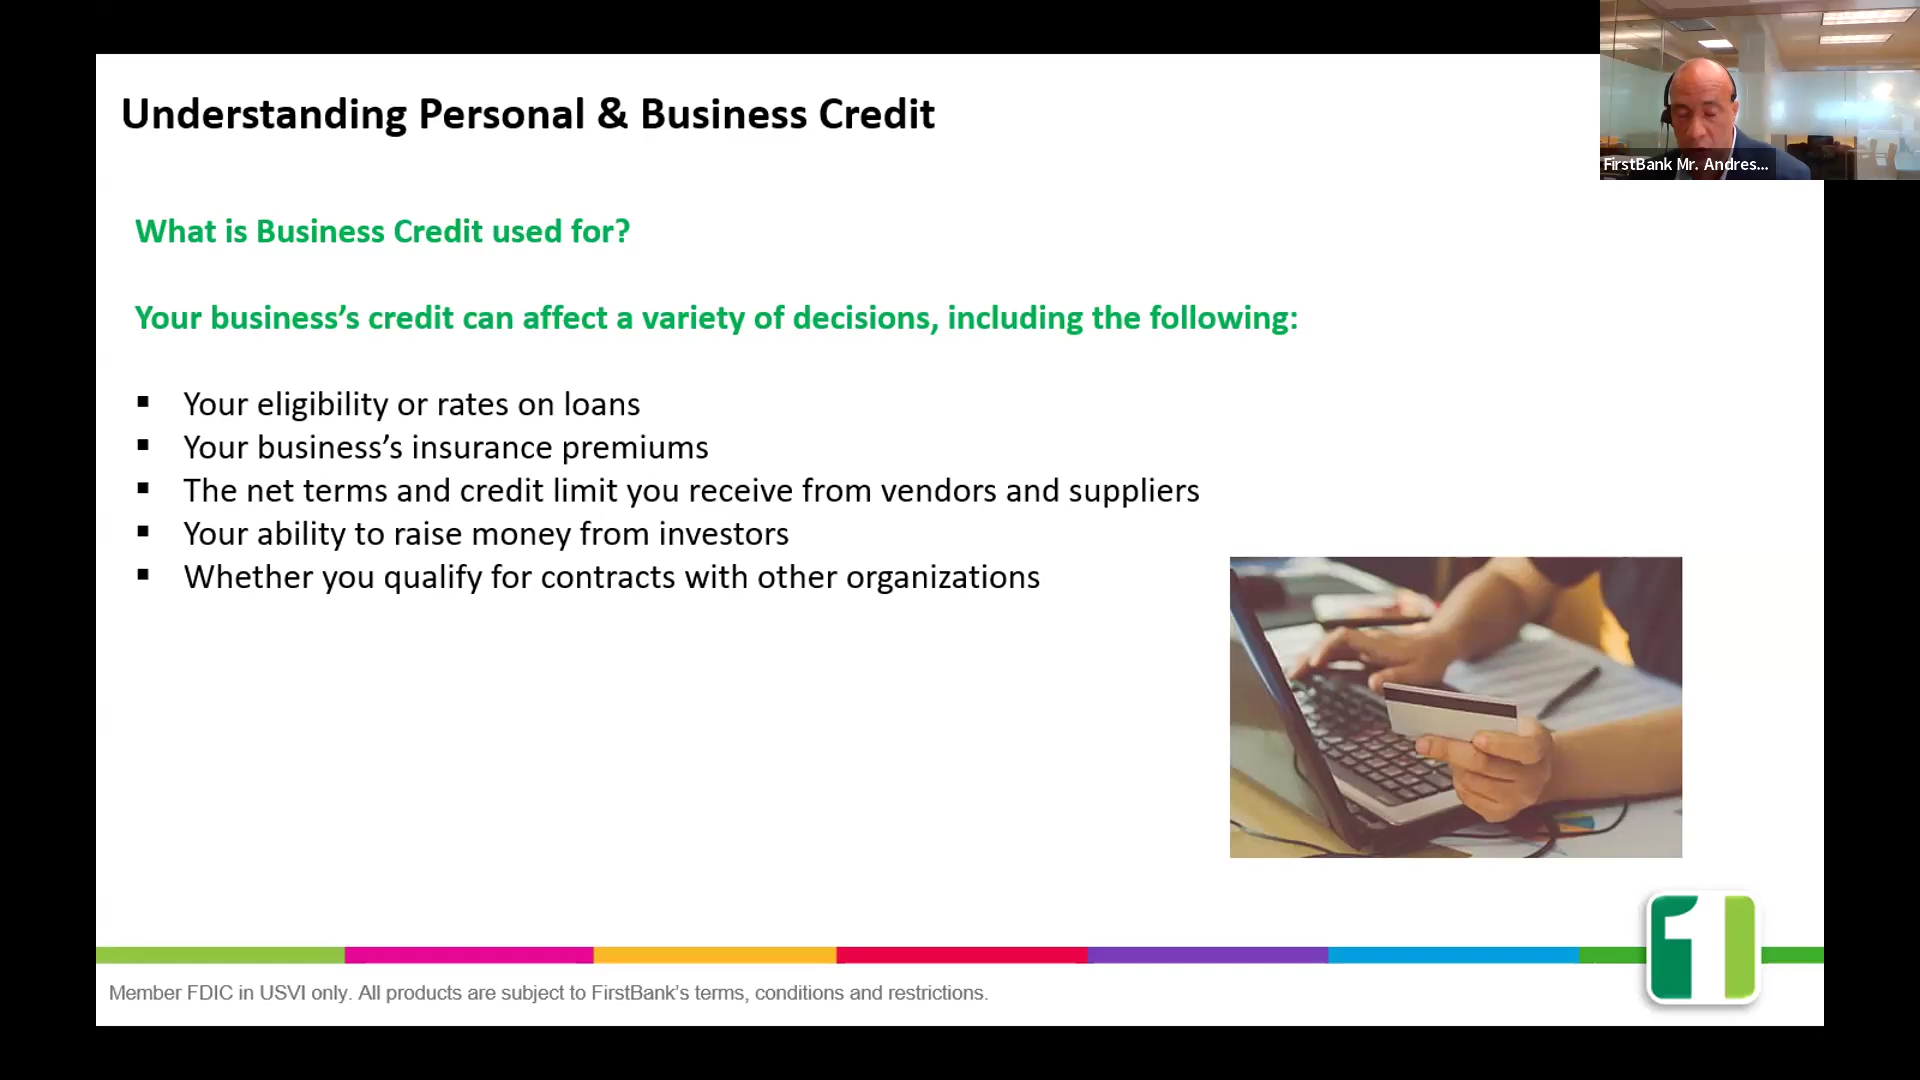 Understanding Personal & Business Credit
FirstBank Mr. Andres...
What is Business Credit used for?
Your business’s credit can affect a variety of decisions, including the following:
▪ Your eligibility or rates on loans
▪ Your business’s insurance premiums
▪ The net terms and credit limit you receive from vendors and suppliers
▪ Your ability to raise money from investors
▪ Whether you qualify for contracts with other organizations
1
Member FDIC in USVI only. All products are subject to FirstBank’s terms, conditions and restrictions.